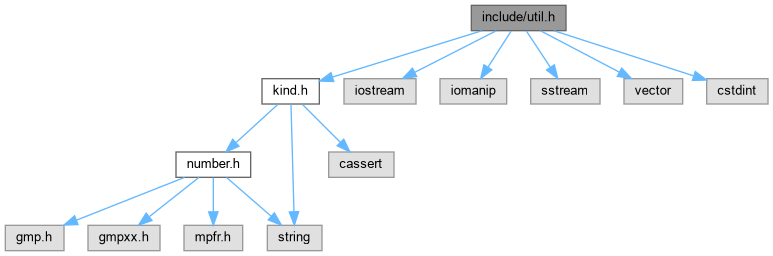 include/util.h
kind.h
iostream
iomanip
sstream
vector
cstdint
number.h
cassert
gmp.h
gmpxx.h
mpfr.h
string